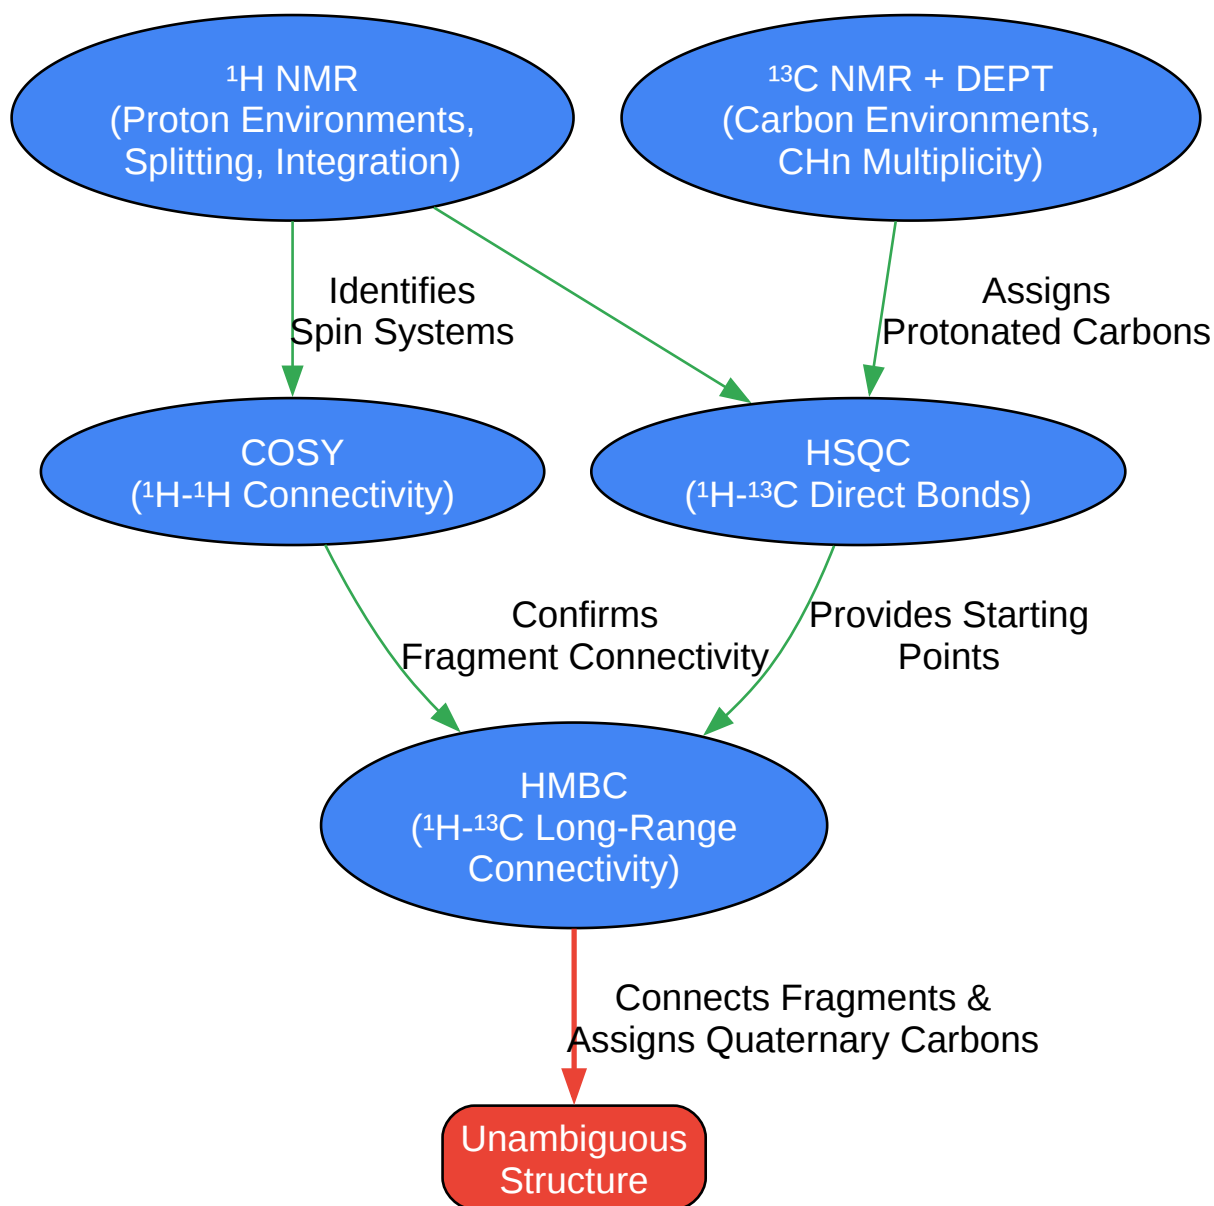 ¹H NMR
(Proton Environments,
Splitting, Integration)
¹³C NMR + DEPT
(Carbon Environments,
CHn Multiplicity)
Identifies
Spin Systems
Assigns
Protonated Carbons
COSY
(¹H-¹H Connectivity)
HSQC
(¹H-¹³C Direct Bonds)
Confirms
Fragment Connectivity
Provides Starting
Points
HMBC
(¹H-¹³C Long-Range
Connectivity)
Connects Fragments &
Assigns Quaternary Carbons
Unambiguous
Structure